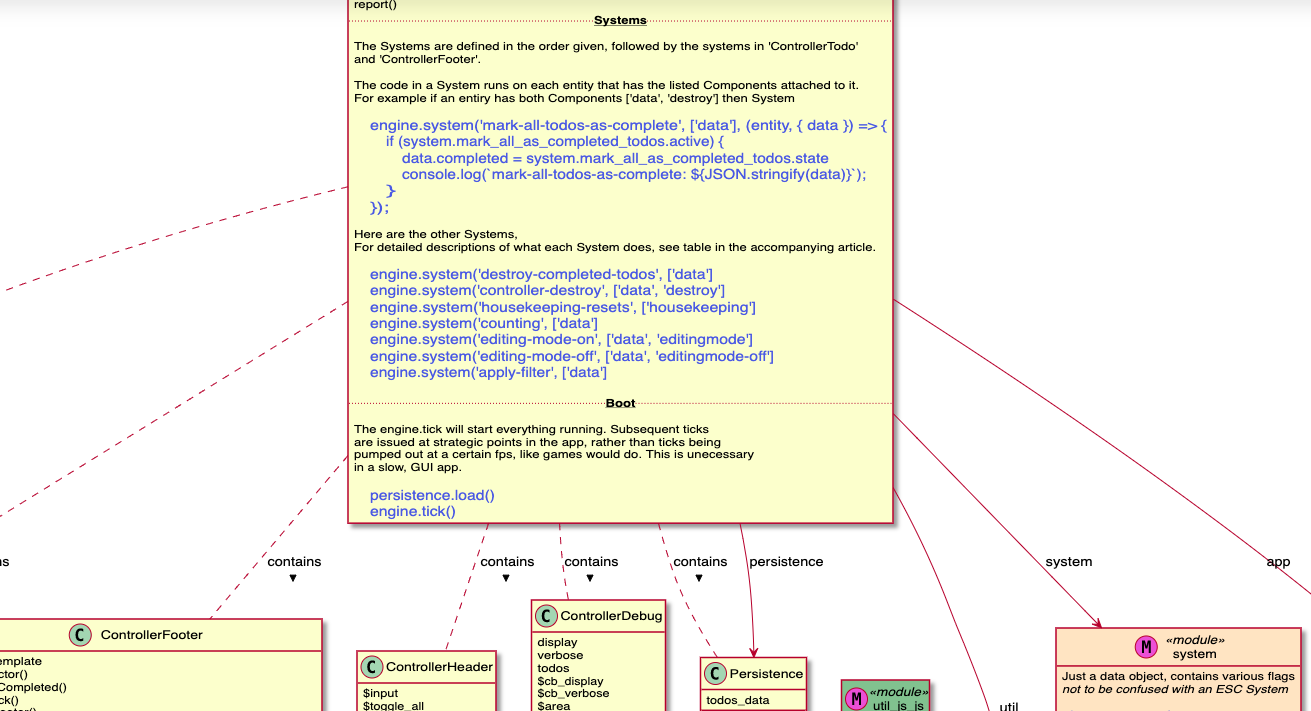 report()
Systems
The Systems are defined in the order given, followed by the systems in 'ControllerTodo'
and 'ControllerFooter'.
The code in a System runs on each entity that has the listed Components attached to it.
For example if an entiry has both Components ['data', 'destroy'] then System
engine.system('mark-all-todos-as-complete', ['data'], (entity, { data }) => {
if (system.mark_all_as_completed_todos.active) {
data.completed = system.mark_all_as_completed_todos.state
console.log(`mark-all-todos-as-complete: ${JSON.stringify(data)}`);
}
});
Here are the other Systems,
For detailed descriptions of what each System does, see table in the accompanying article.
engine.system('destroy-completed-todos', ['data']
engine.system('controller-destroy', ['data', 'destroy']
engine.system('housekeeping-resets', ['housekeeping']
engine.system('counting', ['data']
engine.system('editing-mode-on', ['data', 'editingmode']
engine.system('editing-mode-off', ['data', 'editingmode-off']
engine.system('apply-filter', ['data']
Boot
The engine.tick will start everything running. Subsequent ticks
are issued at strategic points in the app, rather than ticks being
pumped out at a certain fps, like games would do. This is unecessary
in a slow, GUI app.
persistence.load()
engine.tick()
ns
contains
contains
contains
contains
persistence
system
app
util
C ControllerFooter
emplate
ctor()
Completed()
ck()
C ControllerHeader
$input
$toggle_all
C ControllerDebug
display
verbose
todos
$cb_display
$cb_verbose
$area
C Persistence
todos_data
M «module»
util_js_js
M «module»
system
Just a data object, contains various flags
not to be confused with an ESC System